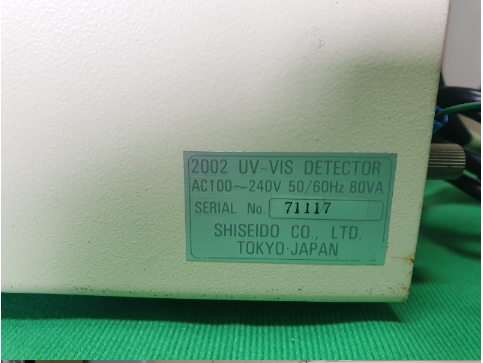 2002 UV-VIS DETECTOR
AC100~240V 50/60Hz 80VA
SERIAL No. 71117
SHISEIDO CO., LTD.
TOKYO·JAPAN